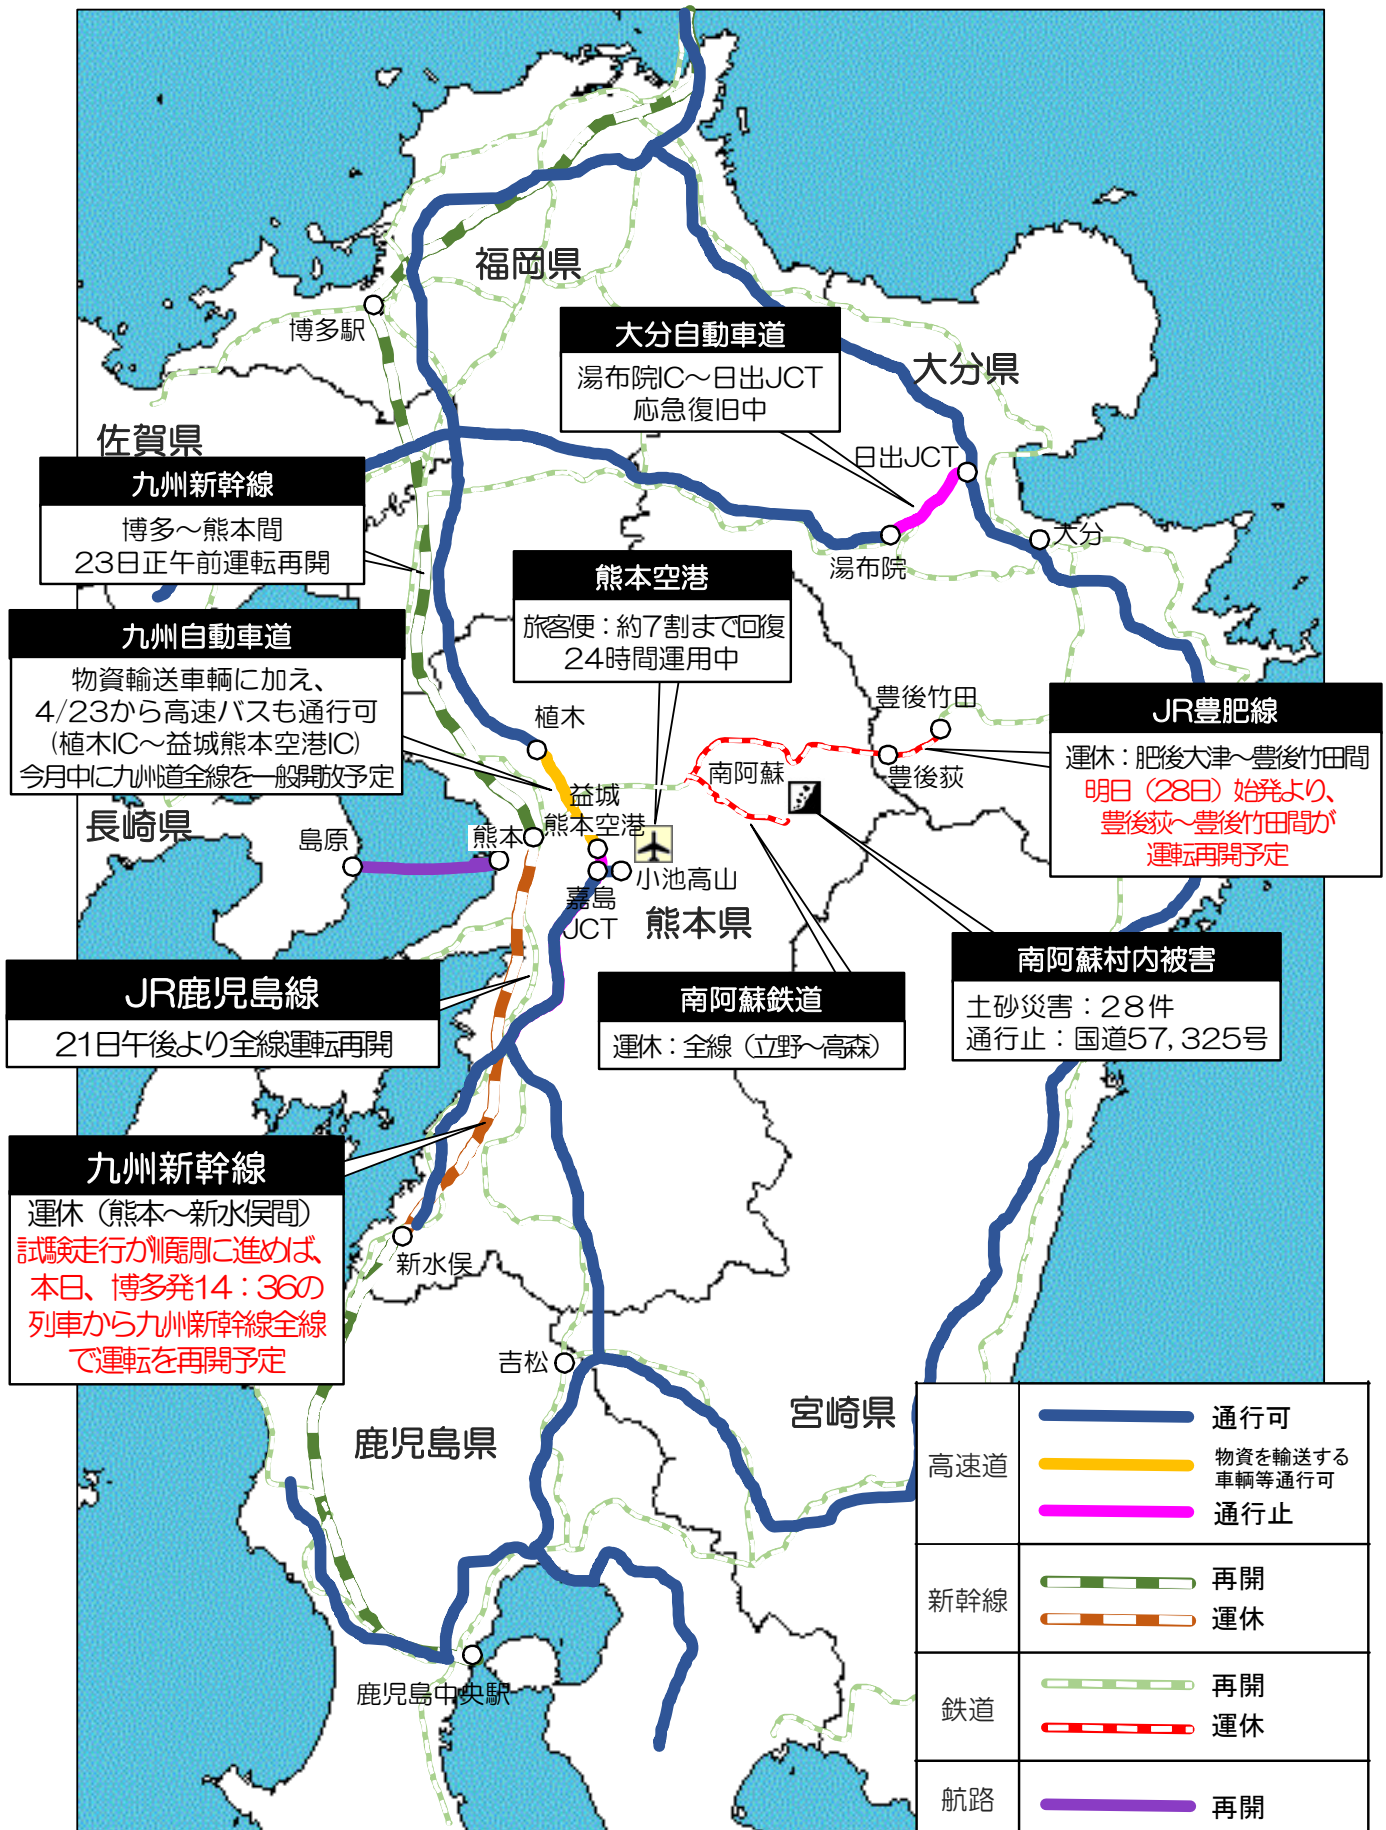 福岡県
博多駅
大分自動車道
湯布院IC～日出JCT
応急復旧中
大分県
佐賀県
日出JCT
九州新幹線
博多～熊本間
23日正午前運転再開
大分
湯布院
熊本空港
旅客便：約7割まで回復
24時間運用中
九州自動車道
物資輸送車輌に加え、
4/23から高速バスも通行可
(植木IC～益城熊本空港IC)
今月中に九州道全線を一般開放予定
植木
豊後竹田
JR豊肥線
運休：肥後大津～豊後竹田間
明日（28日）始発より、
豊後荻～豊後竹田間が
運転再開予定
南阿蘇
豊後荻
益城
熊本空港
長崎県
島原
熊本
小池高山
嘉島
JCT
熊本県
南阿蘇村内被害
土砂災害：28件
通行止：国道57,325号
JR鹿児島線
21日午後より全線運転再開
南阿蘇鉄道
運休：全線（立野～高森）
九州新幹線
運休（熊本～新水俣間）
試験走行が順調に進めば、
本日、博多発14：36の
列車から九州新幹線全線
で運転を再開予定
新水俣
吉松
宮崎県
鹿児島県
鹿児島中央駅
高速道
通行可
物資を輸送する
車輌等通行可
通行止
新幹線
再開
運休
鉄道
再開
運休
航路
再開